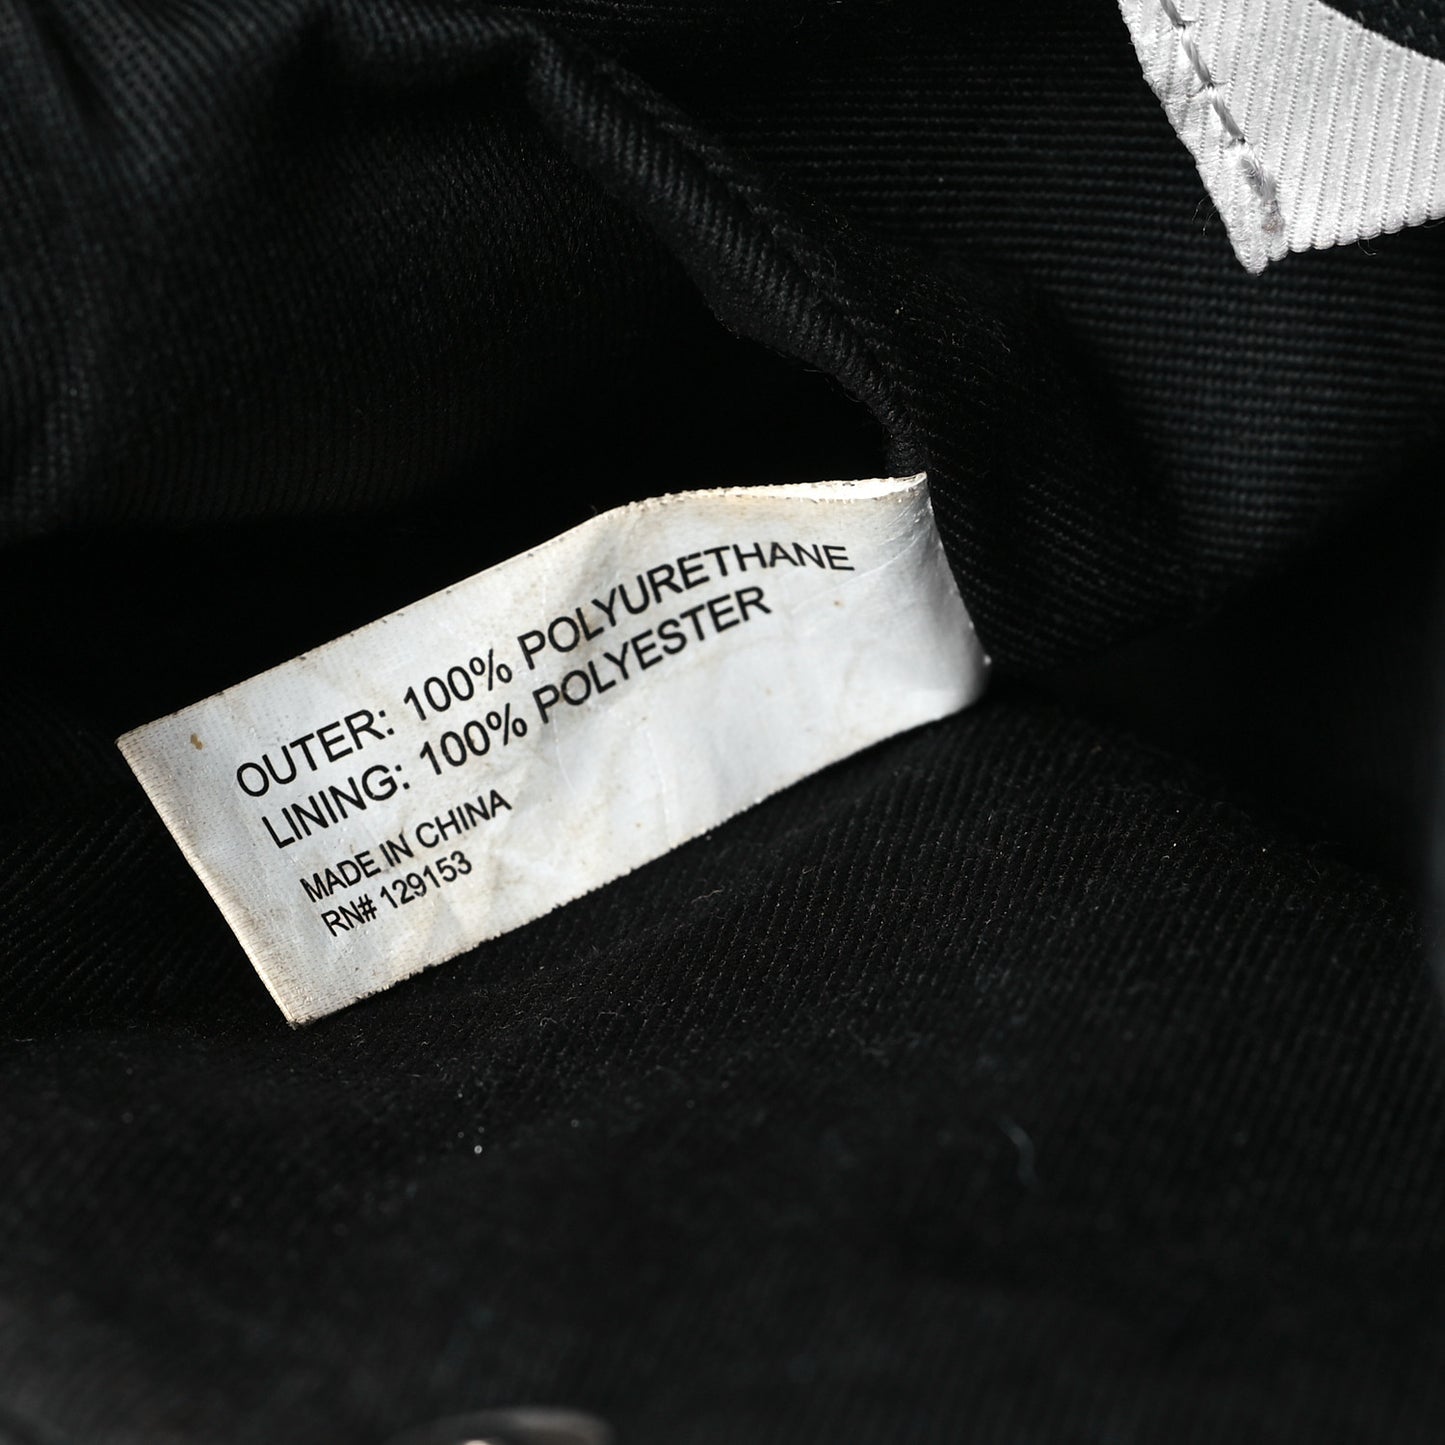 OUTER: 100% POLYURETHANE
LINING: 100% POLYESTER
MADE IN CHINA
RN# 129153